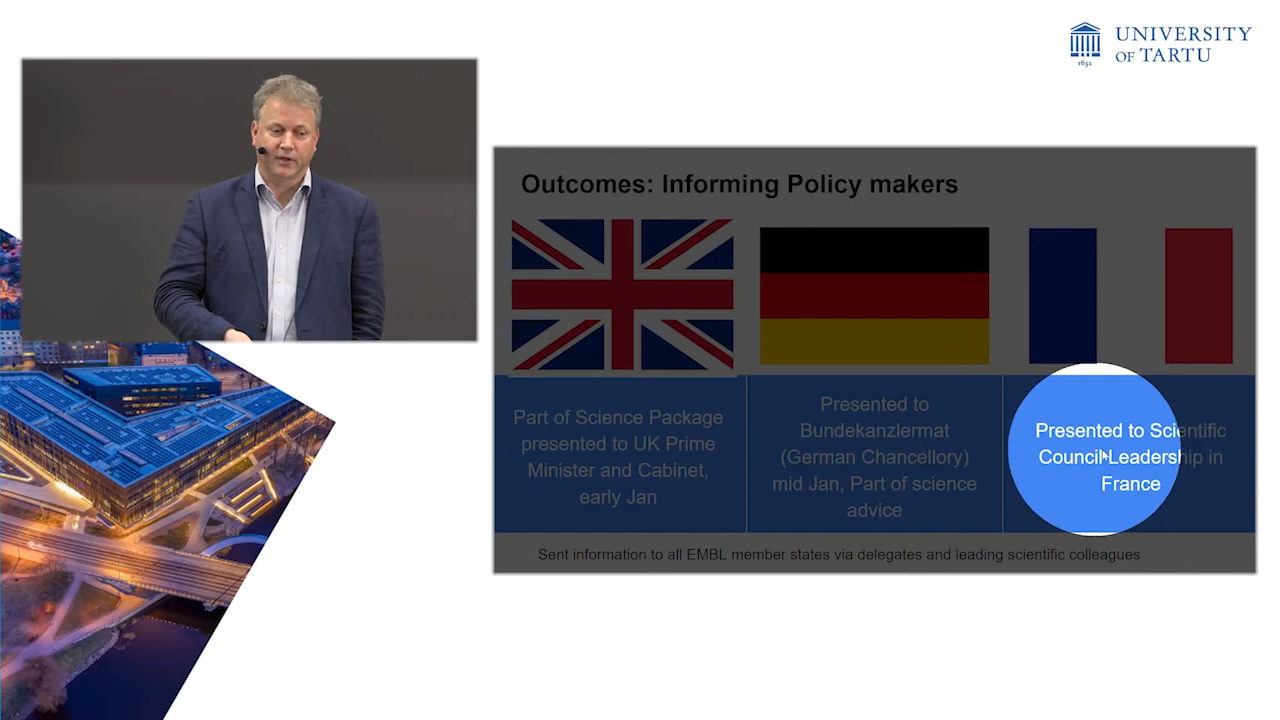 UNIVERSITY
OF TARTU
1632
Outcomes: Informing Policy makers
Part of Science Package
presented to UK Prime
Minister and Cabinet,
early Jan
Presented to
Bundekanzlermat
(German Chancellory)
mid Jan, Part of science
advice
Presented to Scientific
Council Leadership in
France
Sent information to all EMBL member states via delegates and leading scientific colleagues